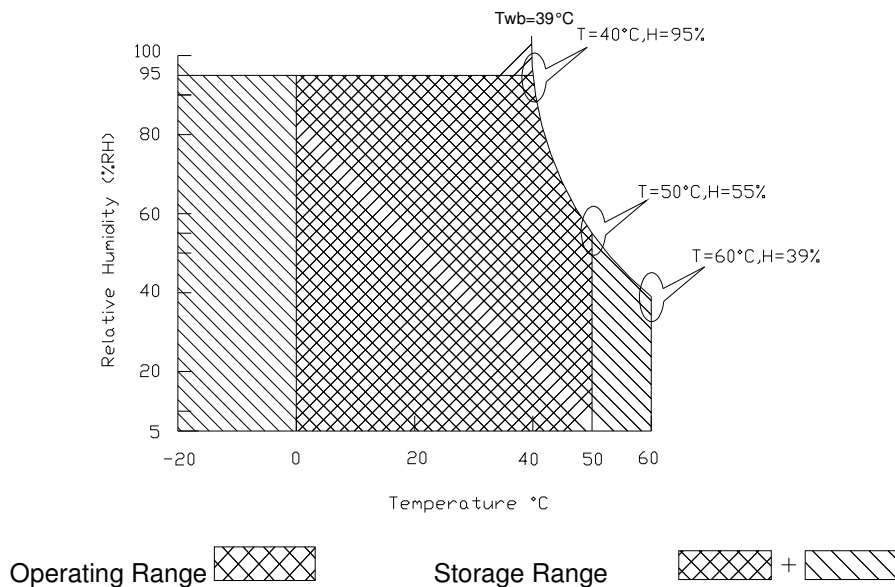 Twb=39°C
T=40°C,H=95%
100
95
80
60
40
20
5
Relative Humidity (%RH)
T=50°C,H=55%
T=60°C,H=39%
-20
0
20
40
50
60
Temperature °C
Operating Range
Storage Range
+